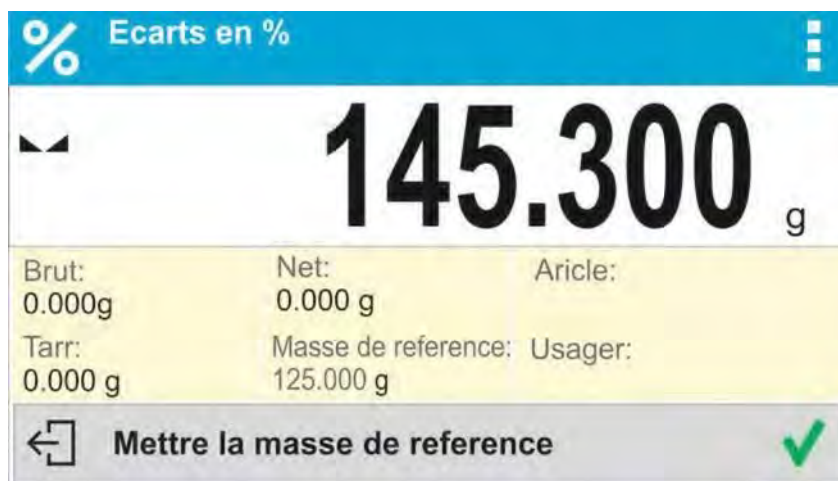 % Ecarts en %
145.300 g
Brut: Net: Aricle:
0.000g 0.000 g
Tarr: Masse de reference: Usager:
0.000 g 125.000 g
Mettre la masse de reference